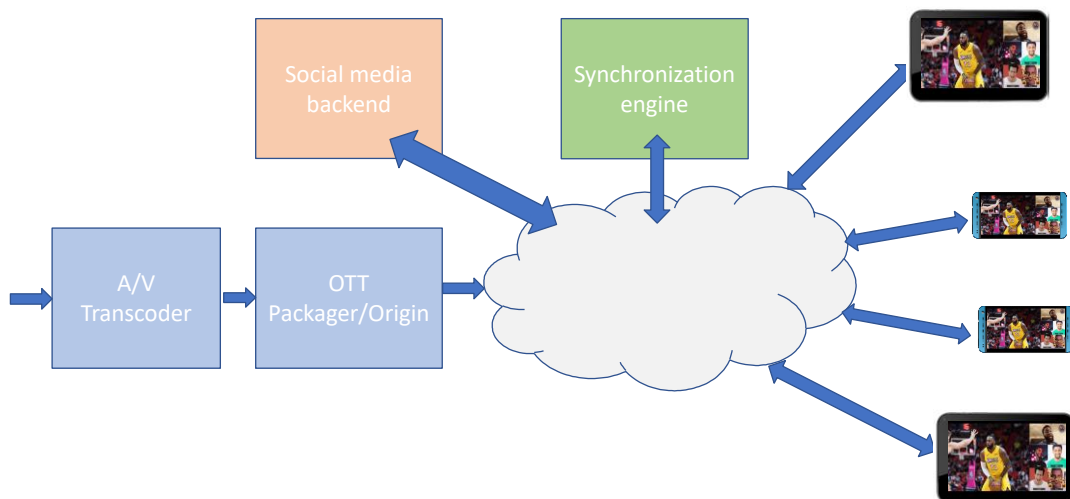 Social media
backend
Synchronization
engine
A/V
Transcoder
OTT
Packager/Origin